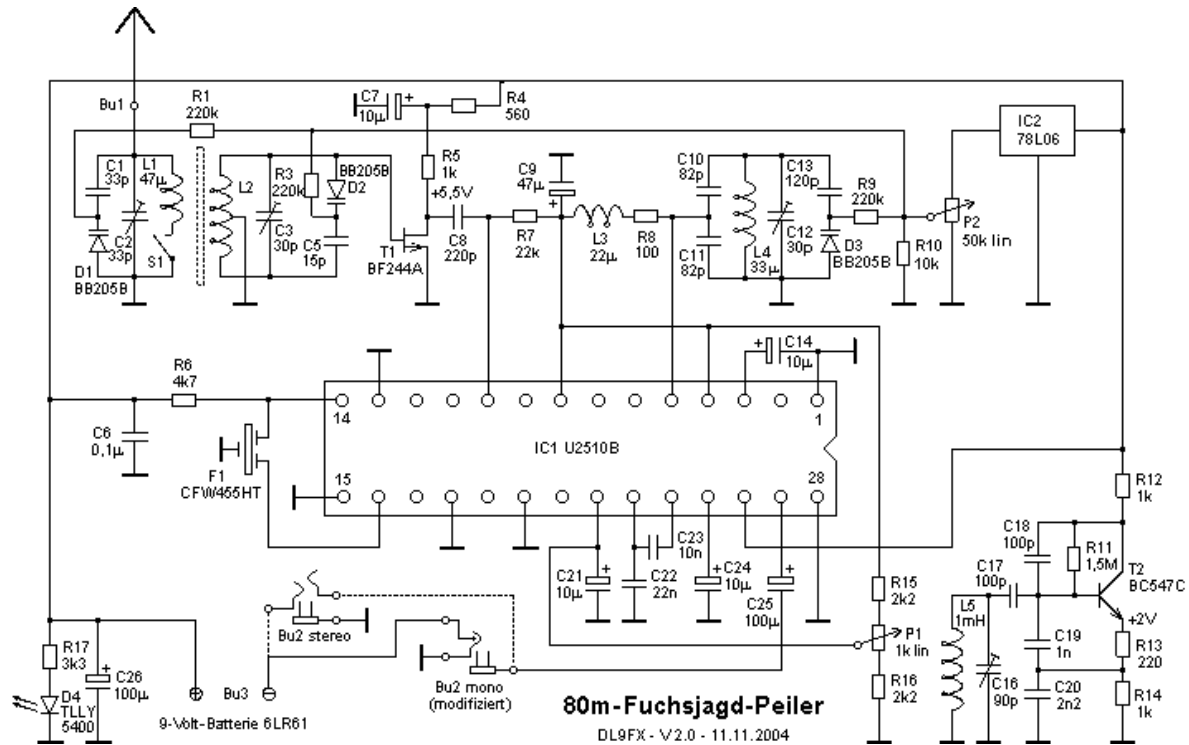 Bu1
R1
220k
C7
10µ
+
R4
560
IC2
78L06
C1
33p
L1
47µ
L2
R3
220k
BB205B
D2
R5
1k
+5,5V
C9
47µ
+
C10
82p
C13
120p
R9
220k
P2
50k lin
C2
33p
S1
C3
30p
C5
15p
T1
BF244A
C8
220p
R7
22k
L3
22µ
R8
100
C11
82p
L4
33µ
C12
30p
D3
BB205B
R10
10k
D1
BB205B
+
C14
10µ
R6
4k7
14
1
C6
0,1µ
F1
CFW455HT
IC1 U2510B
15
28
R12
1k
C21
10µ
+
C22
22n
C23
10n
+
C24
10µ
+
C25
100µ
R15
2k2
P1
1k lin
R16
2k2
C18
100p
R11
1,5M
C17
100p
T2
BC547C
L5
1mH
+2V
C16
90p
C19
1n
R13
220
C20
2n2
R14
1k
Bu2 stereo
R17
3k3
+
C26
100µ
D4
TLLY
5400
Bu3
Bu2 mono
(modifiziert)
9-Volt-Batterie 6LR61
80m-Fuchsjagd-Peiler
DL9FX - V 2.0 - 11.11.2004